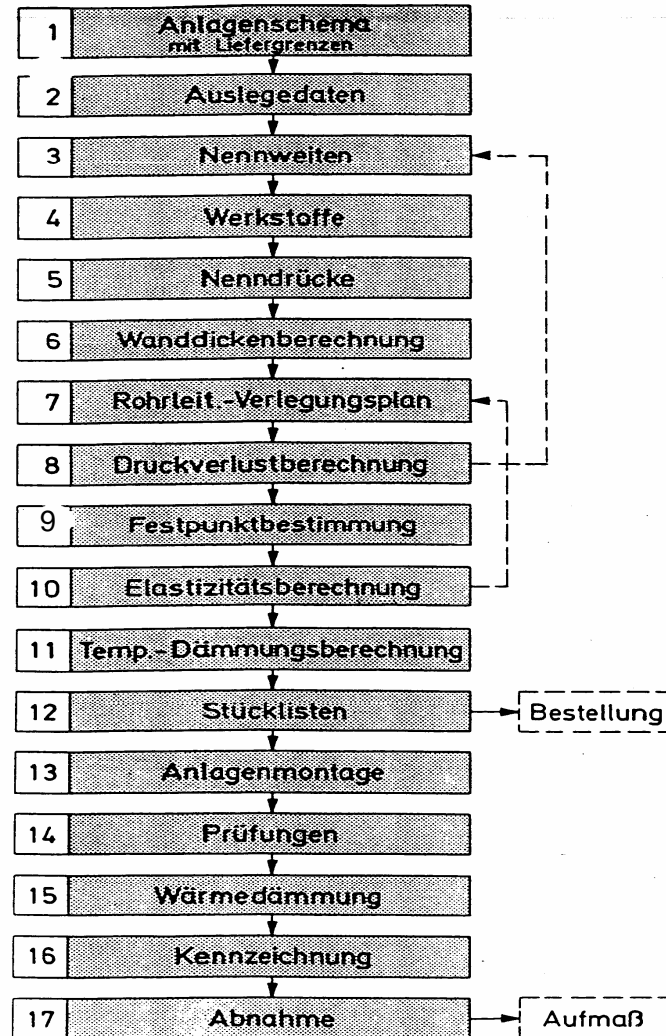 1 Anlagenschema
mit Liefergrenzen
2 Auslegedaten
3 Nennweiten
4 Werkstoffe
5 Nenndrücke
6 Wanddickenberechnung
7 Rohrleit.-Verlegungsplan
8 Druckverlustberechnung
9 Festpunktbestimmung
10 Elastizitätsberechnung
11 Temp.-Dämmungsberechnung
12 Stücklisten Bestellung
13 Anlagenmontage
14 Prüfungen
15 Wärmedämmung
16 Kennzeichnung
17 Abnahme Aufmaß